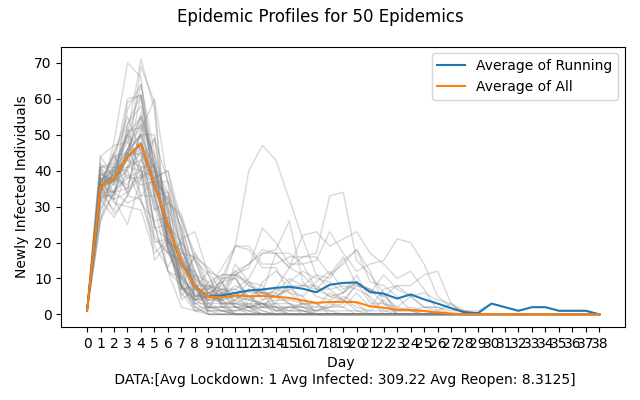 Epidemic Profiles for 50 Epidemics
Newly Infected Individuals
70
60
50
40
30
20
10
0
Average of Running
Average of All
0 1 2 3 4 5 6 7 8 9 10 11 12 13 14 15 16 17 18 19 20 21 22 23 24 25 26 27 28 29 30 31 32 33 34 35 36 37 38
Day
DATA:[Avg Lockdown: 1 Avg Infected: 309.22 Avg Reopen: 8.3125]